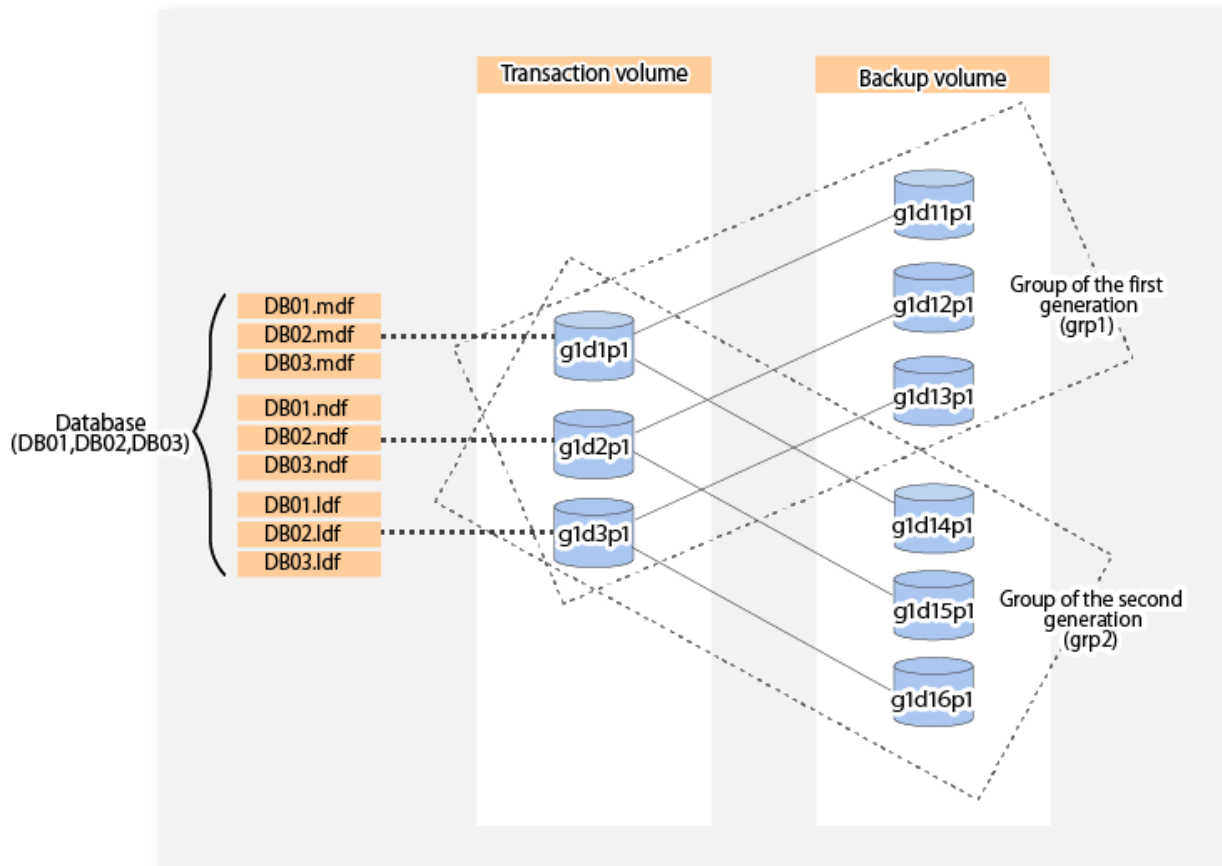 Transaction volume
Backup volume
Database
(DB01,DB02,DB03)
DB01.mdf
DB02.mdf
DB03.mdf
DB01.ndf
DB02.ndf
DB03.ndf
DB01.ldf
DB02.ldf
DB03.ldf
g1d1p1
g1d2p1
g1d3p1
g1d11p1
g1d12p1
g1d13p1
g1d14p1
g1d15p1
g1d16p1
Group of the first
generation
(grp1)
Group of the second
generation
(grp2)